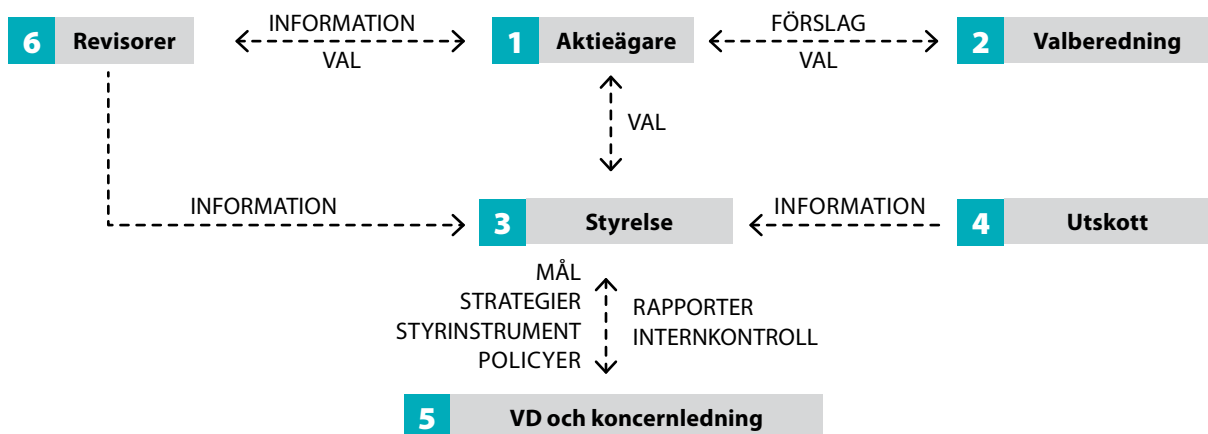 INFORMATION
FÖRSLAG
6 Revisorer
1 Aktieägare
2 Valberedning
VAL
VAL
VAL
INFORMATION
INFORMATION
3 Styrelse
4 Utskott
MÅL
STRATEGIER
STYRINSTRUMENT
POLICYER
RAPPORTER
INTERNKONTROLL
5 VD och koncernledning